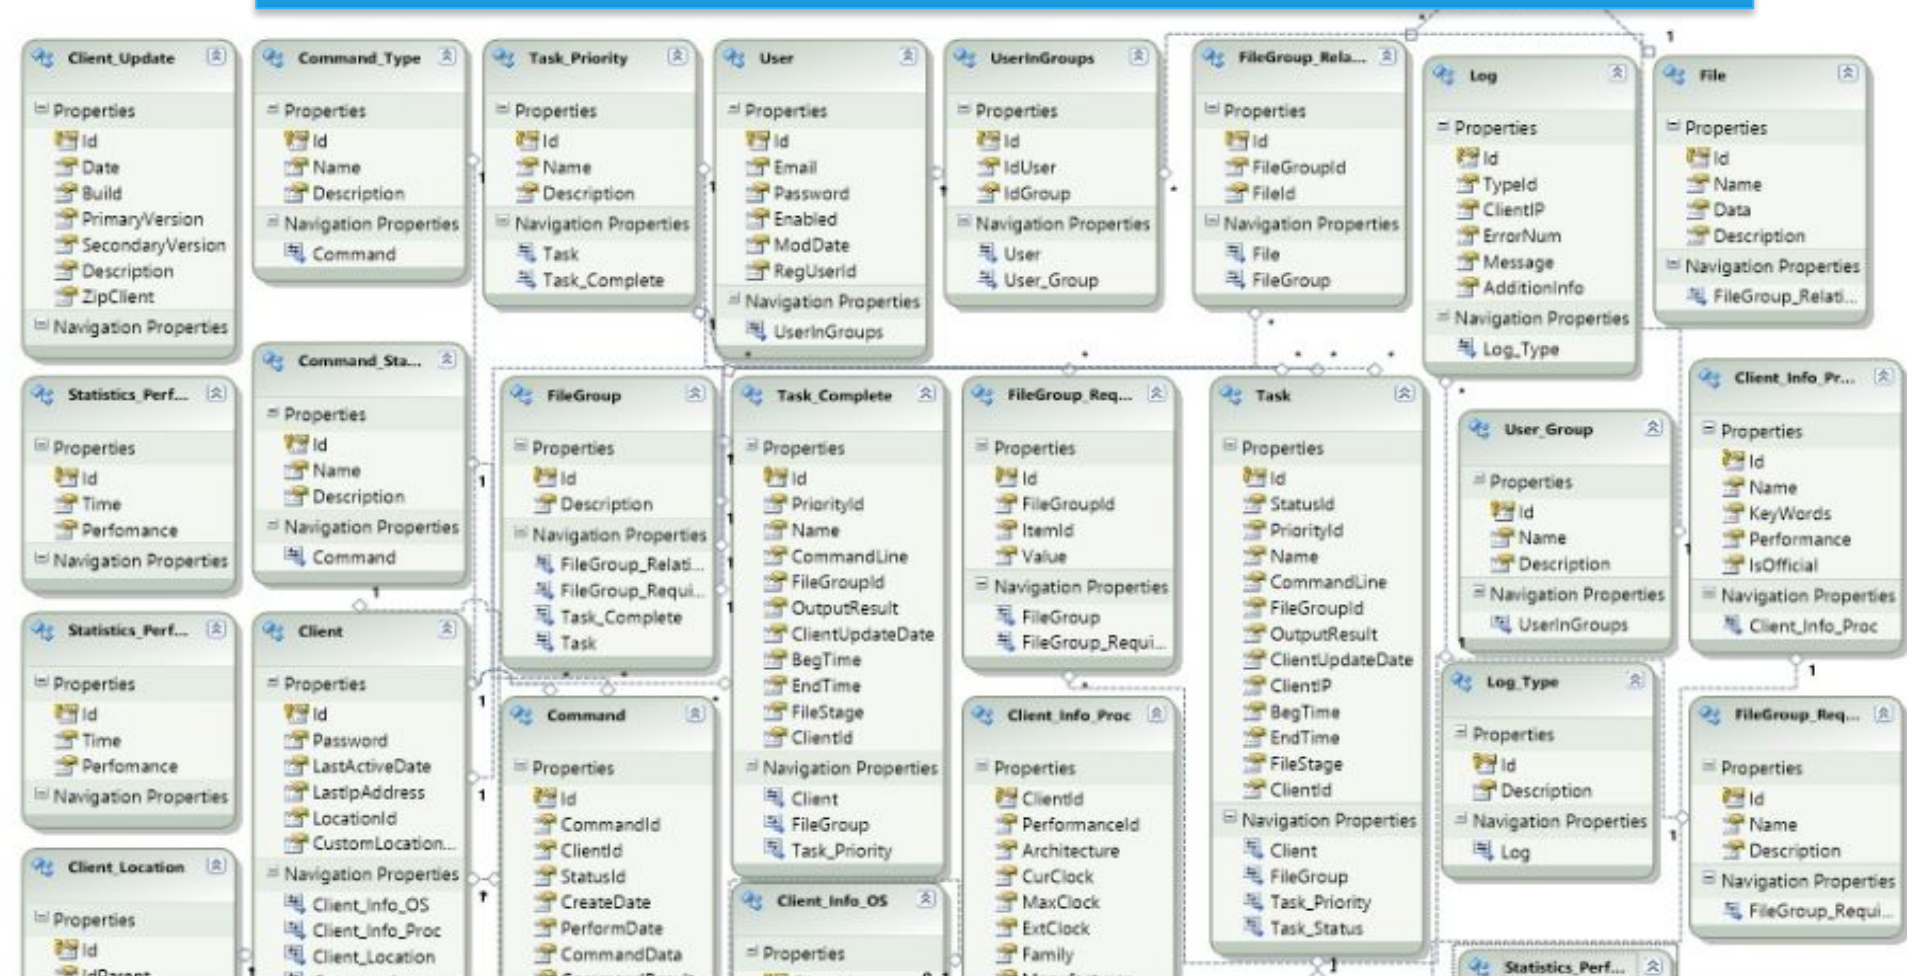 Client_Update
Properties
Id
Date
Build
PrimaryVersion
SecondaryVersion
Description
ZipClient
Navigation Properties
Command_Type
Properties
Id
Name
Description
Navigation Properties
Command
Task_Priority
Properties
Id
Name
Description
Navigation Properties
Task
Task_Complete
User
Properties
Id
Email
Password
Enabled
ModDate
RegUserId
Navigation Properties
UserInGroups
UserInGroups
Properties
Id
IdUser
IdGroup
Navigation Properties
User
User_Group
FileGroup_Rela...
Properties
Id
FileGroupId
FileId
Navigation Properties
File
FileGroup
Log
Properties
Id
TypeId
ClientIP
ErrorNum
Message
AdditionInfo
Navigation Properties
Log_Type
File
Properties
Id
Name
Data
Description
Navigation Properties
FileGroup_Relati...
Statistics_Perf...
Properties
Id
Time
Perfomance
Navigation Properties
Command_Sta...
Properties
Id
Name
Description
Navigation Properties
Command
FileGroup
Properties
Id
Description
Navigation Properties
FileGroup_Relati...
FileGroup_Requi...
Task_Complete
Task
Task_Complete
Properties
Id
PriorityId
Name
CommandLine
FileGroupId
OutputResult
ClientUpdateDate
BegTime
EndTime
FileStage
ClientId
Navigation Properties
Client
FileGroup
Task_Priority
FileGroup_Req...
Properties
Id
FileGroupId
ItemId
Value
Navigation Properties
FileGroup
FileGroup_Requi...
Task
Properties
Id
StatusId
PriorityId
Name
CommandLine
FileGroupId
OutputResult
ClientUpdateDate
ClientIP
BegTime
EndTime
FileStage
ClientId
Navigation Properties
Client
FileGroup
Task_Priority
Task_Status
User_Group
Properties
Id
Name
Description
Navigation Properties
UserInGroups
Client_Info_Pr...
Properties
Id
Name
KeyWords
Performance
IsOfficial
Navigation Properties
Client_Info_Proc
Statistics_Perf...
Properties
Id
Time
Perfomance
Navigation Properties
Client
Properties
Id
Password
LastActiveDate
LastIpAddress
LocationId
CustomLocation...
Navigation Properties
Client_Info_OS
Client_Info_Proc
Client_Location
Command
Properties
Id
CommandId
ClientId
StatusId
CreateDate
PerformDate
CommandData
Client_Info_Proc
Properties
ClientId
PerformanceId
Architecture
CurClock
MaxClock
ExtClock
Family
Log_Type
Properties
Id
Description
Navigation Properties
Log
FileGroup_Req...
Properties
Id
Name
Description
Navigation Properties
FileGroup_Requi...
Client_Location
Properties
Id
IdParent
Client_Info_OS
Properties
Statistics_Perf...